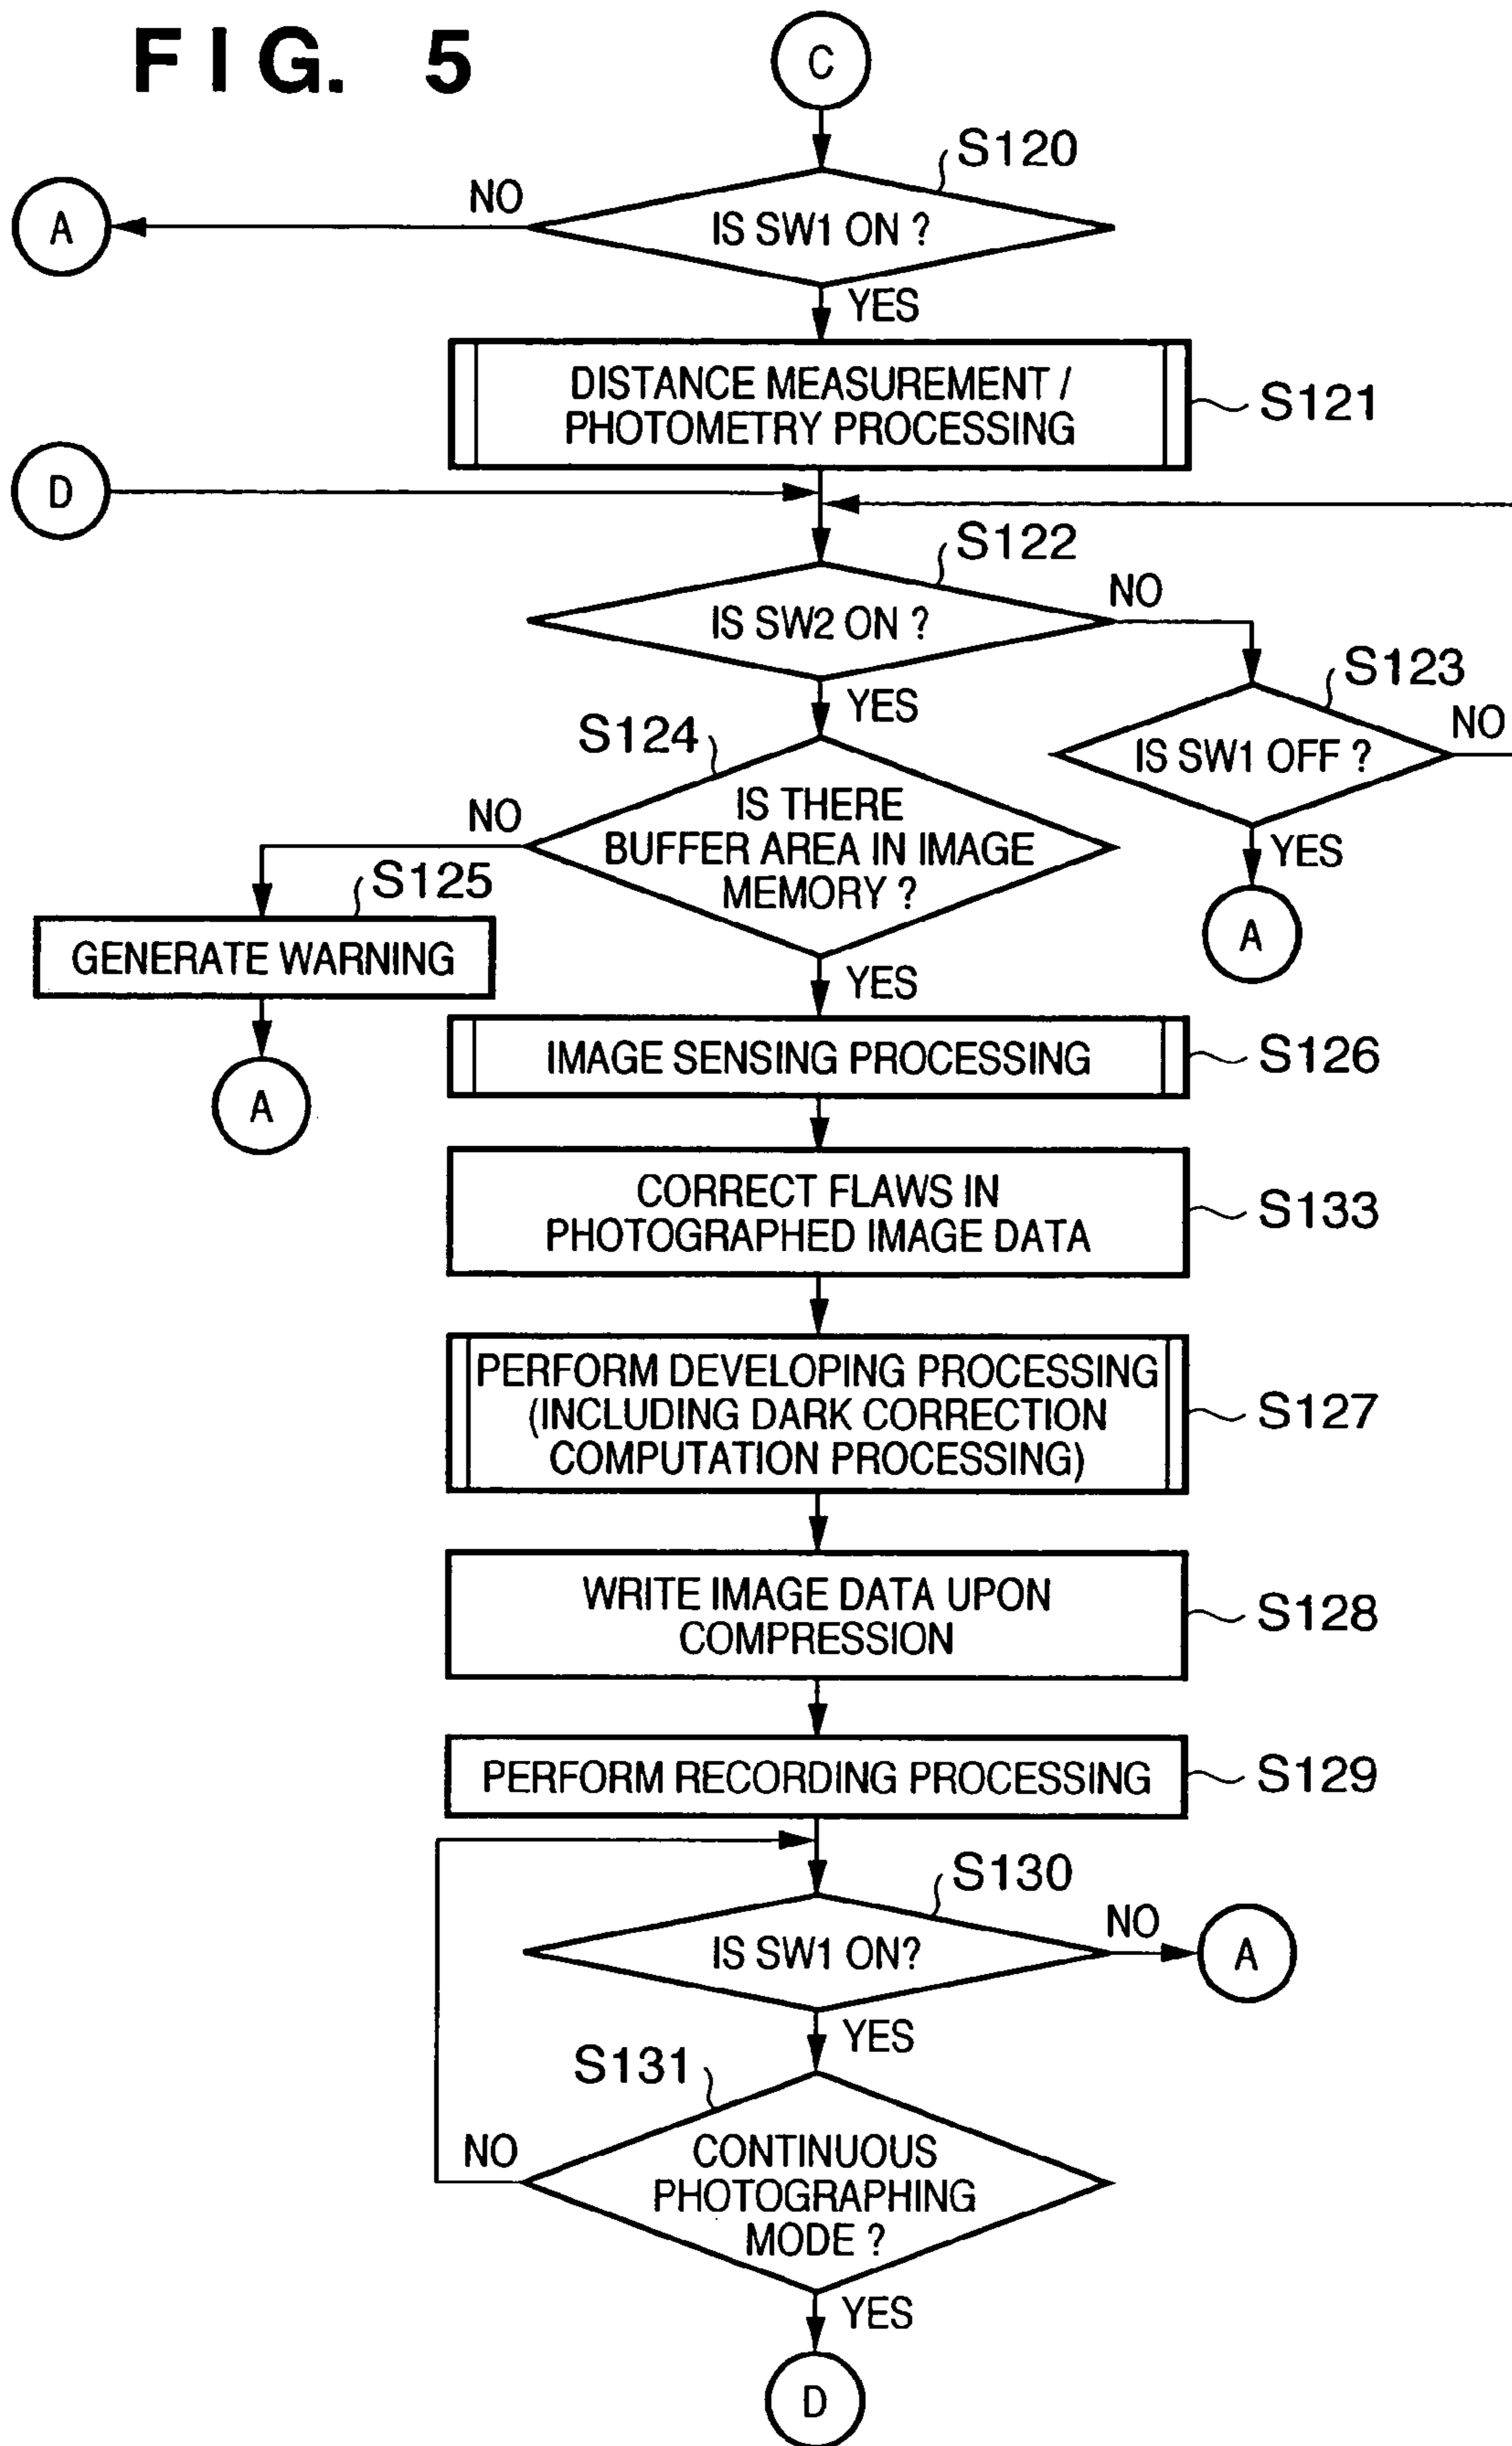 FIG. 5
C
S120
NO
A
IS SW1 ON ?
YES
DISTANCE MEASUREMENT /
PHOTOMETRY PROCESSING
S121
D
S122
IS SW2 ON ?
NO
S123
IS SW1 OFF ?
NO
YES
A
YES
S124
IS THERE
BUFFER AREA IN IMAGE
MEMORY ?
NO
S125
GENERATE WARNING
A
YES
IMAGE SENSING PROCESSING
S126
CORRECT FLAWS IN
PHOTOGRAPHED IMAGE DATA
S133
PERFORM DEVELOPING PROCESSING
(INCLUDING DARK CORRECTION
COMPUTATION PROCESSING)
S127
WRITE IMAGE DATA UPON
COMPRESSION
S128
PERFORM RECORDING PROCESSING
S129
S130
IS SW1 ON?
NO
A
YES
S131
NO
CONTINUOUS
PHOTOGRAPHING
MODE ?
YES
D